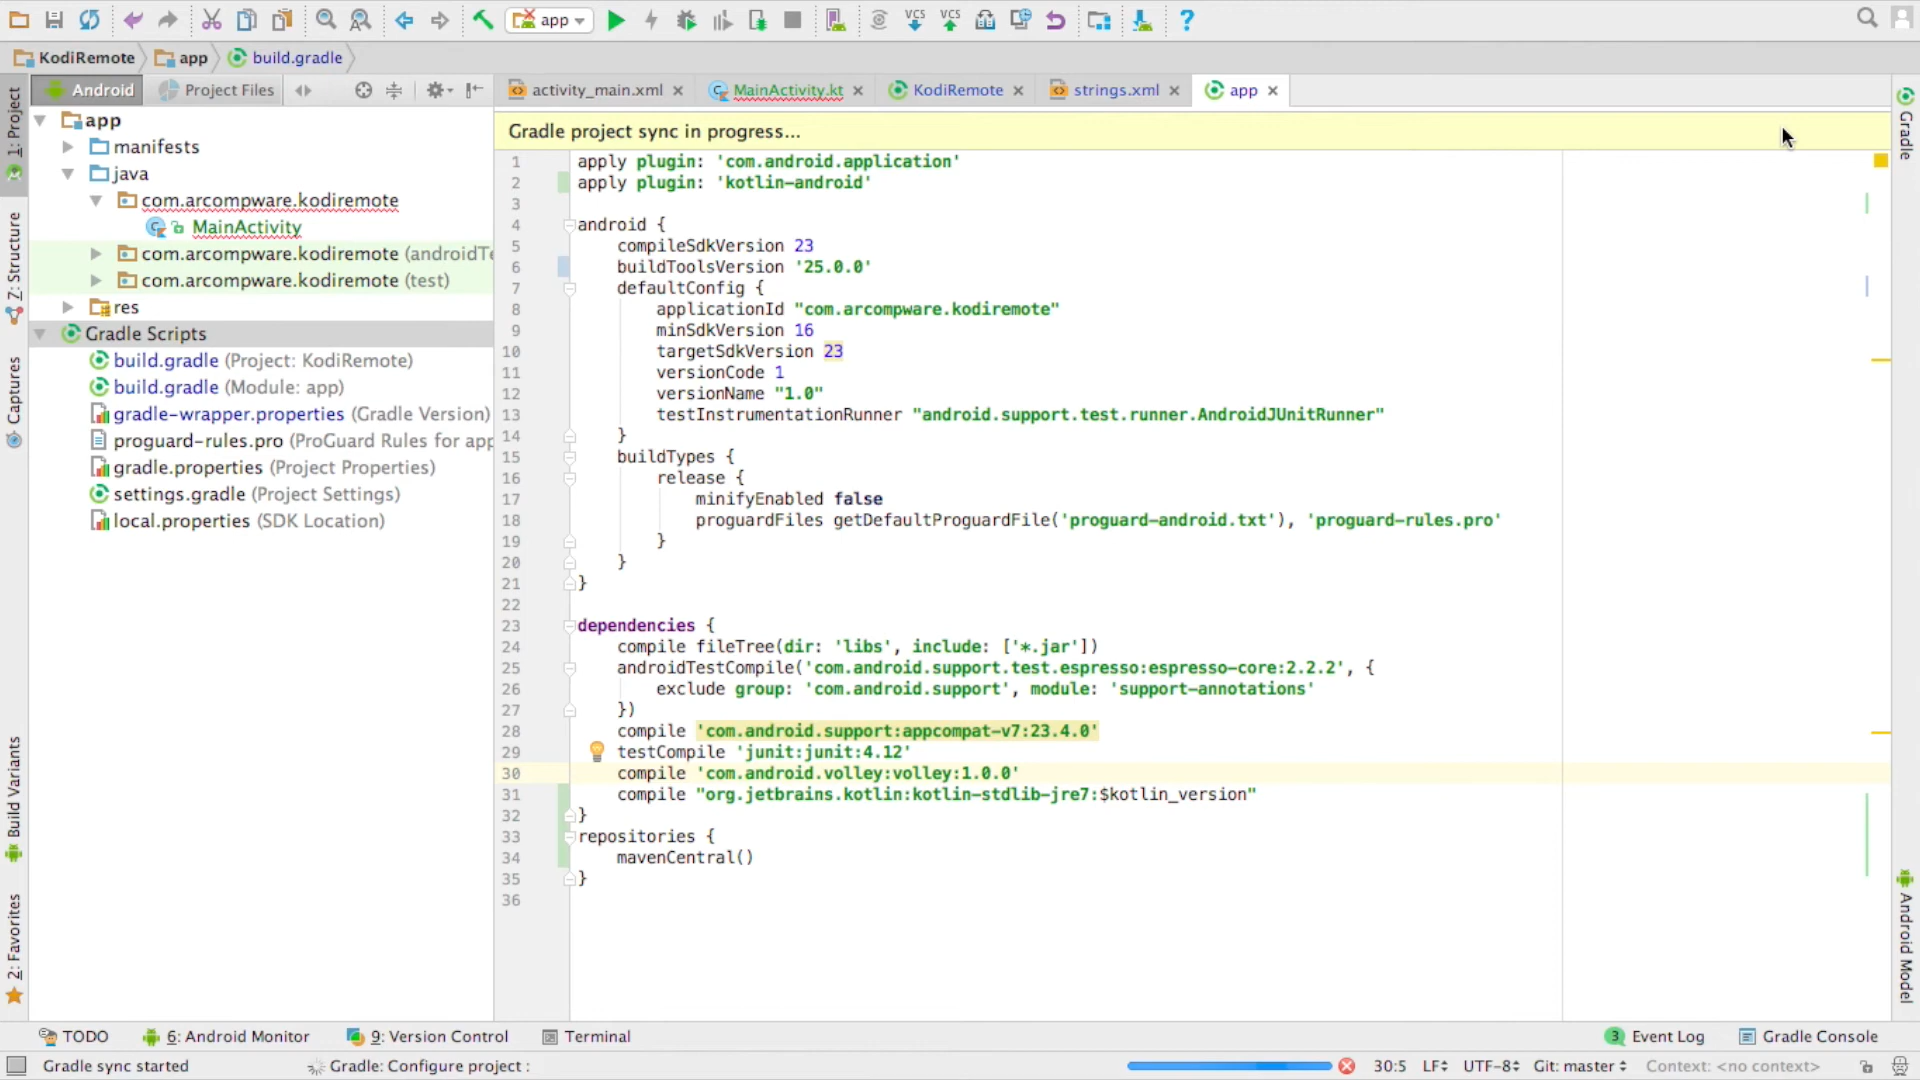 app
KodiRemote
app
build.gradle
Android
Project Files
activity_main.xml
MainActivity.kt
KodiRemote
strings.xml
app
1: Project
Z: Structure
Captures
Build Variants
2: Favorites
app
manifests
java
com.arcompware.kodiremote
MainActivity
com.arcompware.kodiremote (androidTe
com.arcompware.kodiremote (test)
res
Gradle Scripts
build.gradle (Project: KodiRemote)
build.gradle (Module: app)
gradle-wrapper.properties (Gradle Version)
proguard-rules.pro (ProGuard Rules for app
gradle.properties (Project Properties)
settings.gradle (Project Settings)
local.properties (SDK Location)
Gradle project sync in progress...
1 apply plugin: 'com.android.application'
2 apply plugin: 'kotlin-android'
3
4 android {
5 compileSdkVersion 23
6 buildToolsVersion '25.0.0'
7 defaultConfig {
8 applicationId "com.arcompware.kodiremote"
9 minSdkVersion 16
10 targetSdkVersion 23
11 versionCode 1
12 versionName "1.0"
13 testInstrumentationRunner "android.support.test.runner.AndroidJUnitRunner"
14 }
15 buildTypes {
16 release {
17 minifyEnabled false
18 proguardFiles getDefaultProguardFile('proguard-android.txt'), 'proguard-rules.pro'
19 }
20 }
21 }
22
23 dependencies {
24 compile fileTree(dir: 'libs', include: ['*.jar'])
25 androidTestCompile('com.android.support.test.espresso:espresso-core:2.2.2', {
26 exclude group: 'com.android.support', module: 'support-annotations'
27 })
28 compile 'com.android.support:appcompat-v7:23.4.0'
29 testCompile 'junit:junit:4.12'
30 compile 'com.android.volley:volley:1.0.0'
31 compile "org.jetbrains.kotlin:kotlin-stdlib-jre7:$kotlin_version"
32 }
33 repositories {
34 mavenCentral()
35 }
36
Gradle
Android Model
TODO
6: Android Monitor
9: Version Control
Terminal
3 Event Log
Gradle Console
Gradle sync started
Gradle: Configure project :
30:5
LF
UTF-8
Git: master
Context: <no context>
VCS
VCS